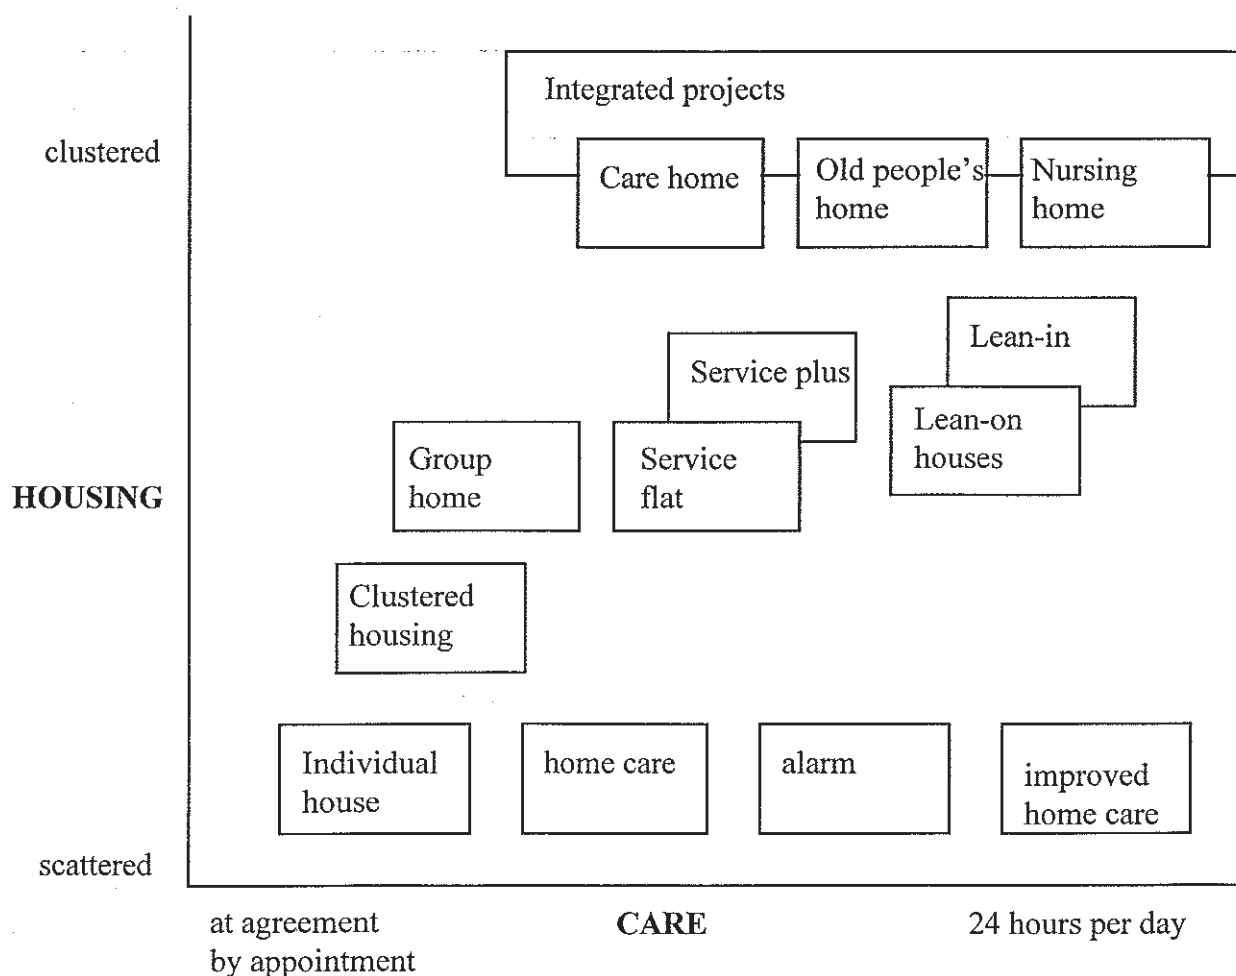 Integrated projects
clustered
Care home
Old people's
home
Nursing
home
Lean-in
Service plus
Lean-on
houses
Group
home
Service
flat
HOUSING
Clustered
housing
Individual
house
home care
alarm
improved
home care
scattered
at agreement
by appointment
CARE
24 hours per day